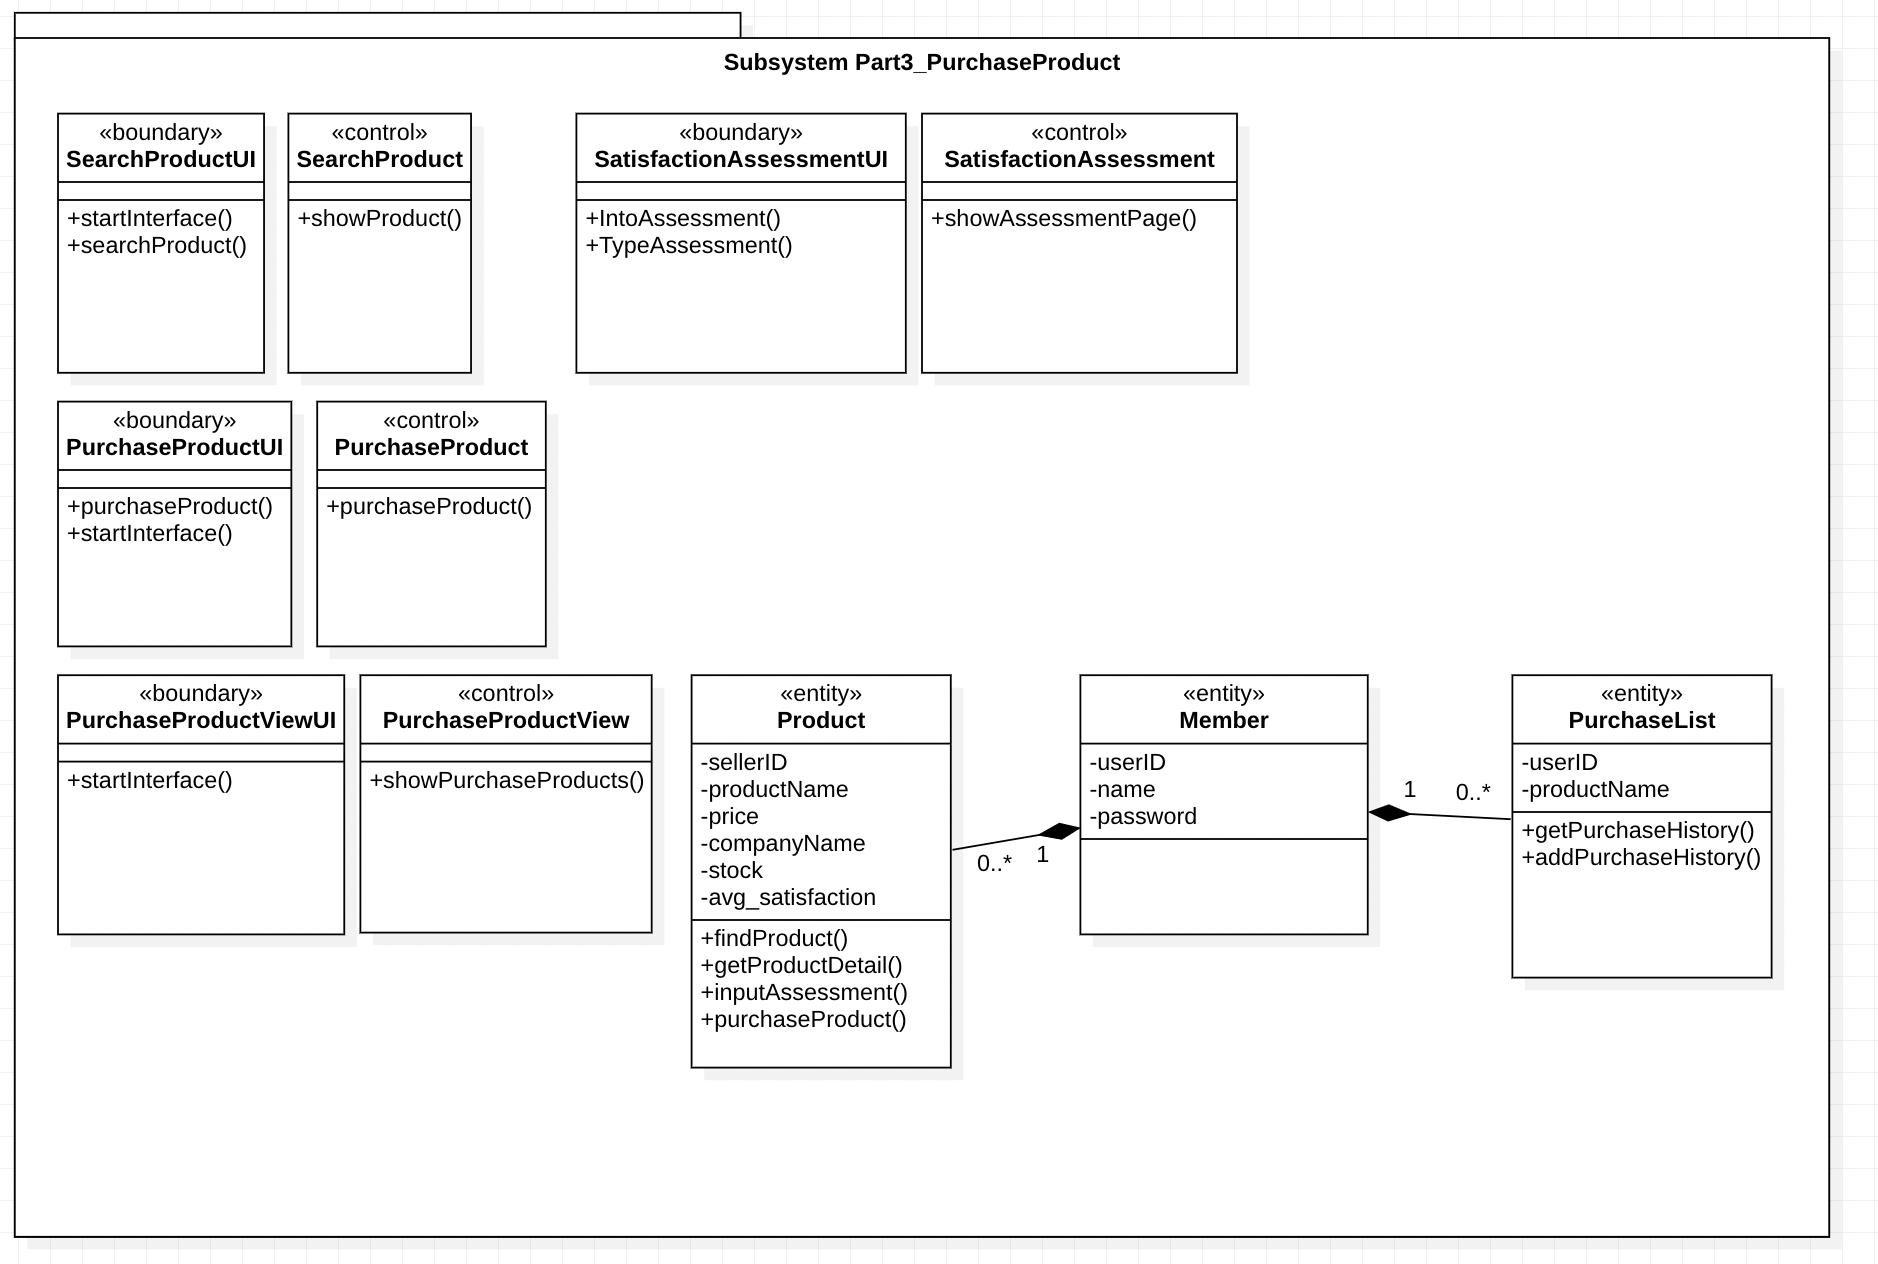 Subsystem Part3_PurchaseProduct
«boundary»
SearchProductUI
+startInterface()
+searchProduct()
«control»
SearchProduct
+showProduct()
«boundary»
SatisfactionAssessmentUI
+IntoAssessment()
+TypeAssessment()
«control»
SatisfactionAssessment
+showAssessmentPage()
«boundary»
PurchaseProductUI
+purchaseProduct()
+startInterface()
«control»
PurchaseProduct
+purchaseProduct()
«boundary»
PurchaseProductViewUI
+startInterface()
«control»
PurchaseProductView
+showPurchaseProducts()
«entity»
Product
-sellerID
-productName
-price
-companyName
-stock
-avg_satisfaction
+findProduct()
+getProductDetail()
+inputAssessment()
+purchaseProduct()
0..*
1
«entity»
Member
-userID
-name
-password
1
0..*
«entity»
PurchaseList
-userID
-productName
+getPurchaseHistory()
+addPurchaseHistory()